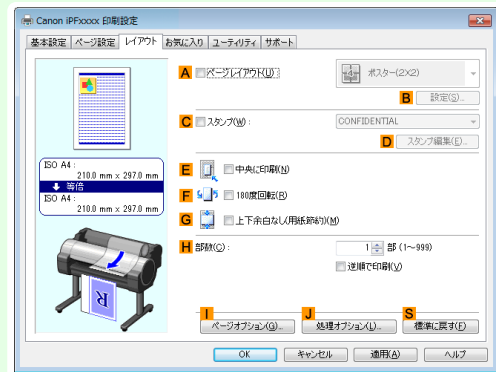 Canon iPFxxxx 印刷設定
基本設定 ページ設定 レイアウト お気に入り ユーティリティ サポート
A ページレイアウト(U): ポスター(2X2)
B 設定(S)...
C スタンプ(W): CONFIDENTIAL
D スタンプ編集(E)...
ISO A4 :
210.0 mm x 297.0 mm
等倍
ISO A4 :
210.0 mm x 297.0 mm
E 中央に印刷(N)
F 180度回転(R)
G 上下余白なし(用紙節約)(M)
H 部数(C): 1 部 (1～999)
逆順で印刷(V)
R
I J S
ページオプション(G)... 処理オプション(L)... 標準に戻す(F)
OK キャンセル 適用(A) ヘルプ